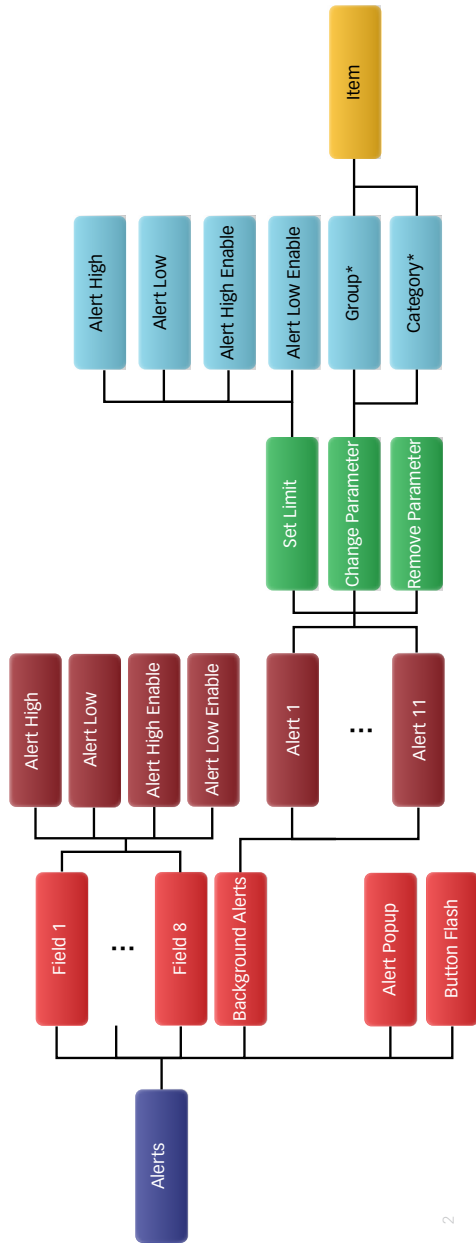 Alerts
Field 1
...
Field 8
Background Alerts
Alert Popup
Button Flash
Alert High
Alert Low
Alert High Enable
Alert Low Enable
Alert 1
...
Alert 11
Set Limit
Change Parameter
Remove Parameter
Alert High
Alert Low
Alert High Enable
Alert Low Enable
Group*
Category*
Item
2